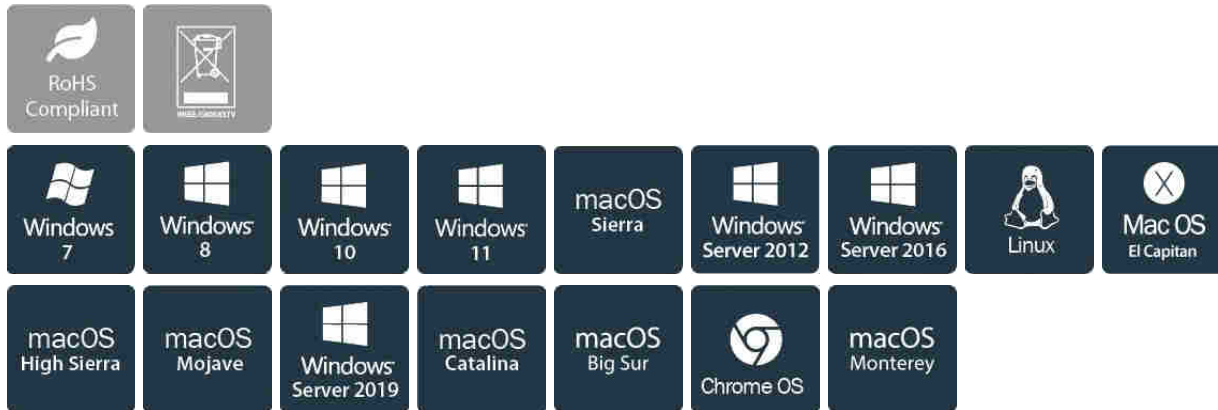 RoHS
Compliant
Windows
7
Windows
8
Windows
10
Windows
11
macOS
Sierra
Windows
Server 2012
Windows
Server 2016
Linux
X
Mac OS
El Capitan
macOS
High Sierra
macOS
Mojave
Windows
Server 2019
macOS
Catalina
macOS
Big Sur
Chrome OS
macOS
Monterey